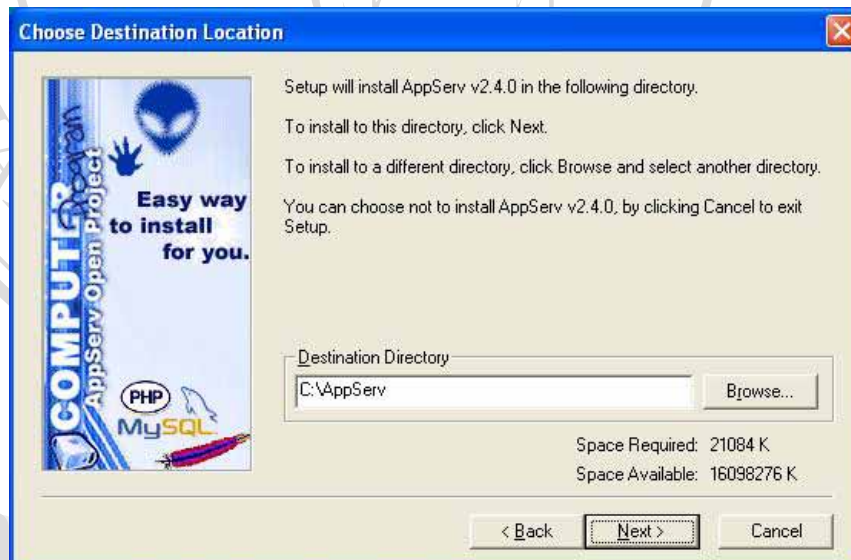 Choose Destination Location
COMPUTER
Program
AppServ Open Project
Easy way
to install
for you.
PHP
MySQL
Setup will install AppServ v2.4.0 in the following directory.
To install to this directory, click Next.
To install to a different directory, click Browse and select another directory.
You can choose not to install AppServ v2.4.0, by clicking Cancel to exit
Setup.
Destination Directory
C:\AppServ
Browse...
Space Required: 21084 K
Space Available: 16098276 K
< Back
Next >
Cancel